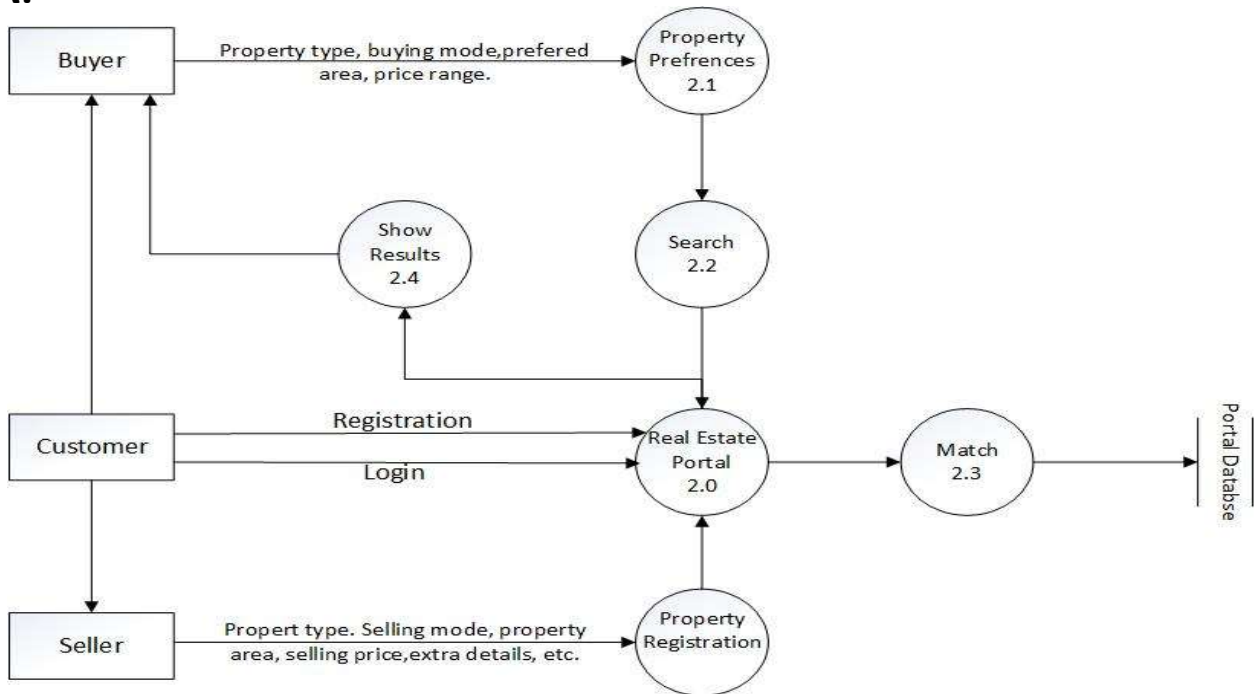 Buyer
Property type, buying mode,prefered
area, price range.
Property
Prefrences
2.1
Show
Results
2.4
Search
2.2
Customer
Registration
Login
Real Estate
Portal
2.0
Match
2.3
Portal Databse
Seller
Propert type. Selling mode, property
area, selling price,extra details, etc.
Property
Registration